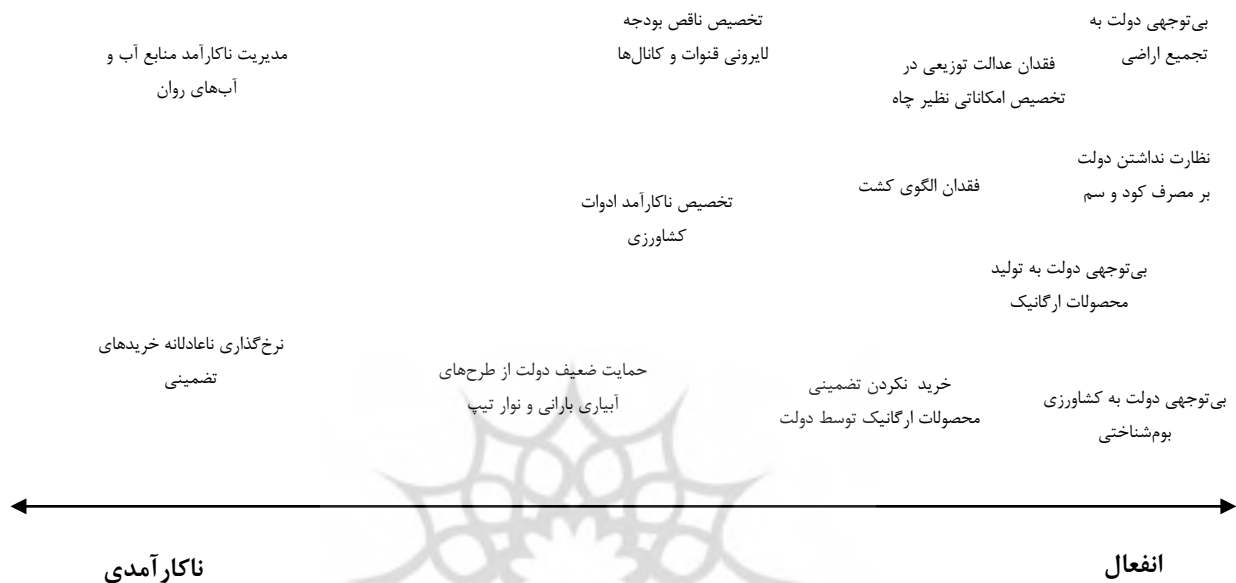 بی‌توجهی دولت به
تجمیع اراضی
فقدان عدالت توزیعی در
تخصیص امکاناتی نظیر چاه
تخصیص ناقص بودجه
لایرونی قنوات و کانال‌ها
مدیریت ناکارآمد منابع آب و
آب‌های روان
نظارت نداشتن دولت
بر مصرف کود و سم
فقدان الگوی کشت
تخصیص ناکارآمد ادوات
کشاورزی
بی‌توجهی دولت به تولید
محصولات ارگانیک
بی‌توجهی دولت به کشاورزی
بوم‌شناختی
خرید نکردن تضمینی
محصولات ارگانیک توسط دولت
حمایت ضعیف دولت از طرح‌های
آبیاری بارانی و نوار تیپ
نرخ‌گذاری ناعادلانه خریدهای
تضمینی
انفعال
ناکارآمدی